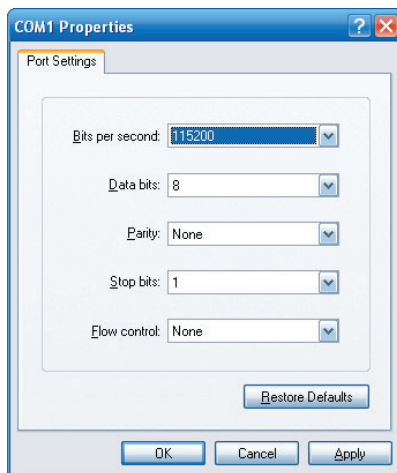 COM1 Properties
Port Settings
Bits per second: 115200
Data bits: 8
Parity: None
Stop bits: 1
Flow control: None
Restore Defaults
OK Cancel Apply